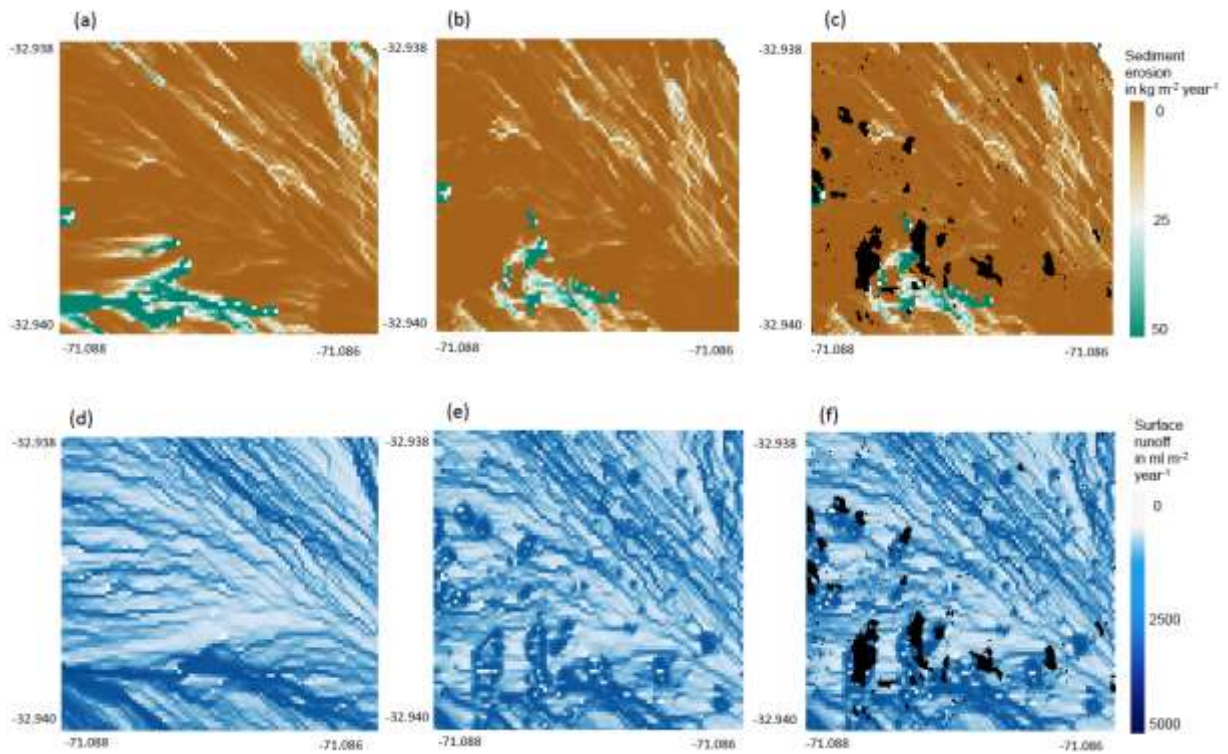 (a)
(b)
(c)
-32.938
-32.938
-32.938
Sediment
erosion
in kg m-2 year-1
0
25
50
-32.940
-32.940
-32.940
-71.088
-71.086
-71.088
-71.086
-71.088
-71.086
(d)
(e)
(f)
-32.938
-32.938
-32.938
Surface
runoff
in ml m-2
year-1
0
2500
5000
-32.940
-32.940
-32.940
-71.088
-71.086
-71.088
-71.086
-71.088
-71.086